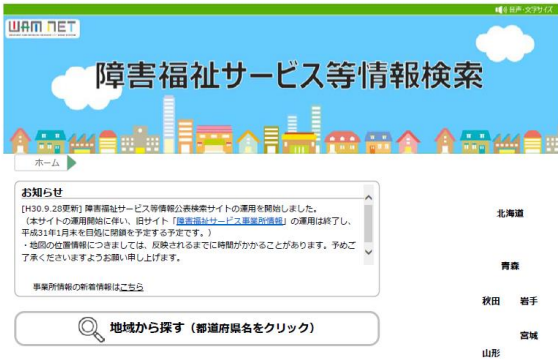 音声・文字サイズ
WAM NET
障害福祉サービス等情報検索
ホーム
お知らせ
[H30.9.28更新] 障害福祉サービス等情報公表検索サイトの運用を開始しました。
（本サイトの運用開始に伴い、旧サイト「障害福祉サービス事業所情報」の運用は終了し、
平成31年1月末を目処に閉鎖を予定する予定です。）
・地図の位置情報につきましては、反映されるまでに時間がかかることがあります。予めご
了承くださいますようお願い申し上げます。
事業所情報の新着情報はこちら
地域から探す（都道府県名をクリック）
北海道
青森
秋田 岩手
宮城
山形